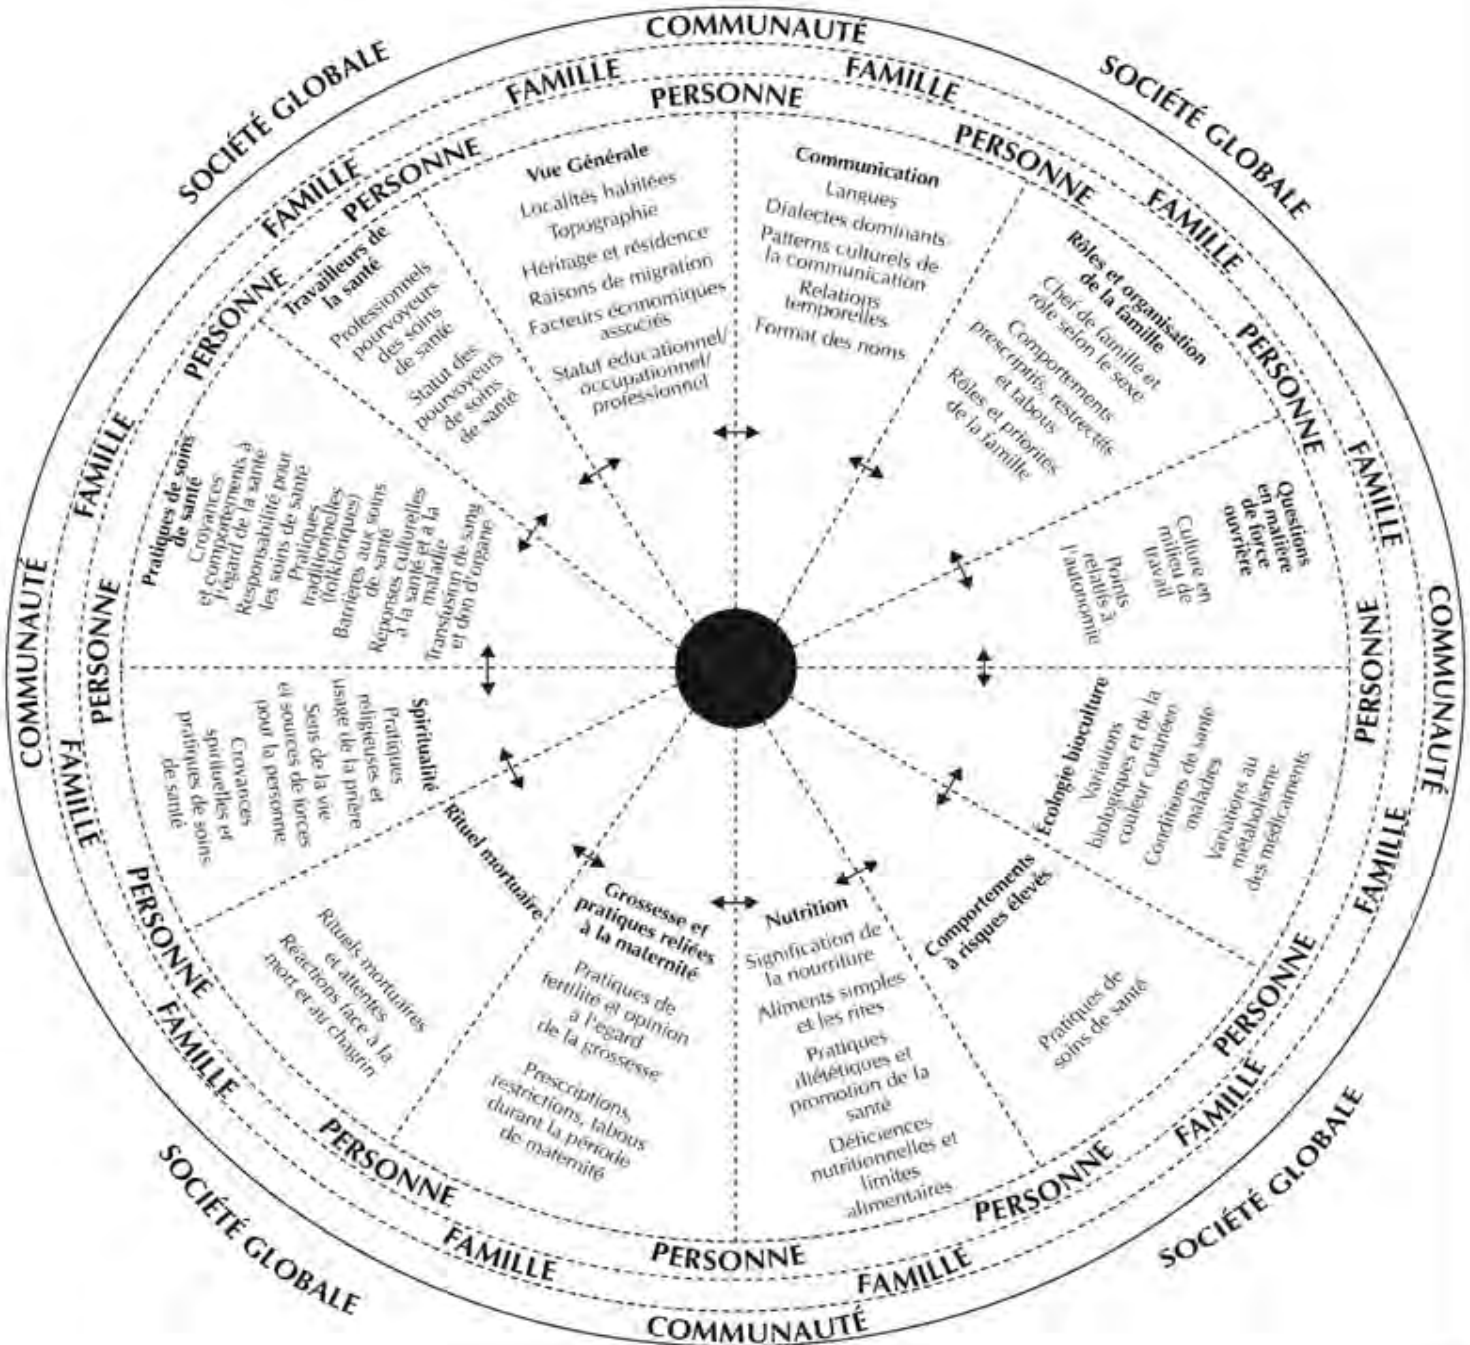 COMMUNAUTÉ
SOCIÉTÉ GLOBALE
SOCIÉTÉ GLOBALE
FAMILLE
FAMILLE
PERSONNE
PERSONNE
PERSONNE
FAMILLE
FAMILLE
Vue Générale
Localités habitées
Topographie
Héritage et résidence
Raisons de migration
Facteurs économiques
associés
Statut éducationnel/
occupationnel/
professionnel
Communication
Langues
Dialectes dominants
Patterns culturels de
la communication
Relations
temporelles
Format des noms
Rôles et organisation
de la famille
Chef de famille et
rôle selon le sexe
Comportements
prescriptifs, restrectifs
et tabous
Rôles et priorités
de la famille
PERSONNE
FAMILLE
Questions
en matière
de force
ouvrière
Culture en
milieu de
travail
Points
relatifs à
l'autonomie
PERSONNE
COMMUNAUTÉ
Écologie bioculture
Variations
biologiques et de la
couleur cutanéen
Conditions de santé
maladies
Variations au
métabolisme
des médicaments
FAMILLE
PERSONNE
Comportements
à risques élevés
Pratiques de
soins de santé
FAMILLE
PERSONNE
SOCIÉTÉ GLOBALE
Nutrition
Signification de
la nourriture
Aliments simples
et les rites
Pratiques
diététiques et
promotion de la
santé
Déficiences
nutritionnelles et
limites
alimentaires
FAMILLE
PERSONNE
COMMUNAUTÉ
Grossesse et
pratiques reliées
à la maternité
Pratiques de
fertilité et opinion
à l'égard
de la grossesse
Prescriptions,
restrictions, tabous
durant la période
de maternité
PERSONNE
FAMILLE
Rituel mortuaire
Rituels mortuaires
et attentes
Réactions face à la
mort et au chagrin
PERSONNE
FAMILLE
SOCIÉTÉ GLOBALE
Spiritualité
Pratiques
religieuses et
usage de la prière
Sens de la vie
et sources de forces
pour la personne
Croyances
spirituelles et
pratiques de soins
de santé
PERSONNE
FAMILLE
COMMUNAUTÉ
Pratiques de soins
de santé
Croyances
et comportements à
l'égard de la santé
Responsabilité pour
les soins de santé
Pratiques
traditionnelles
(folkloriques)
Barrières aux soins
de santé
Réponses culturelles
à la santé et à la
maladie
Transfusion de sang
et don d'organe
PERSONNE
FAMILLE
Travailleurs de
la santé
Professionnels
pourvoyeurs
des soins
de santé
Statut des
pourvoyeurs
de soins
de santé
PERSONNE
FAMILLE